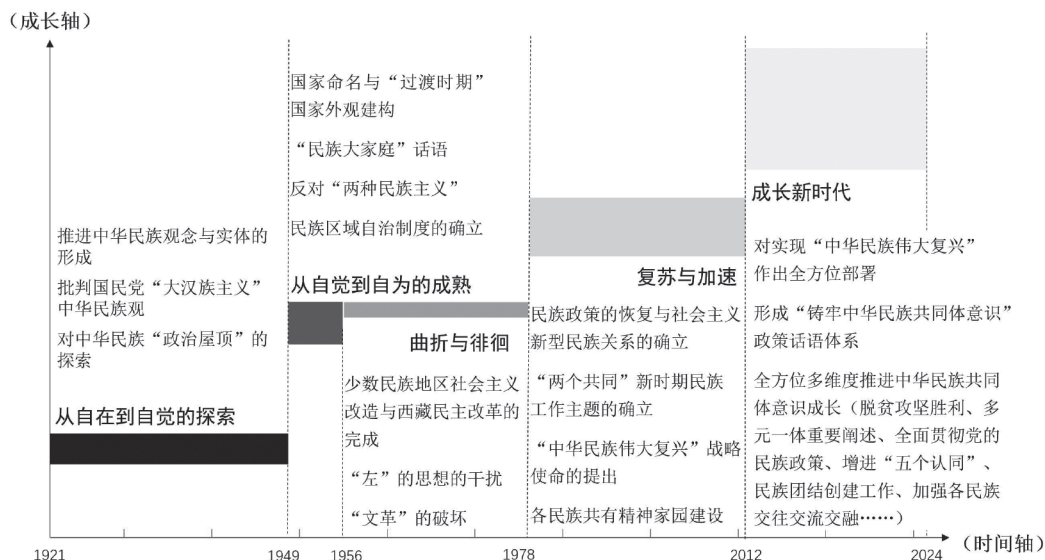 （成长轴）
推进中华民族观念与实体的
形成
批判国民党“大汉族主义”
中华民族观
对中华民族“政治屋顶”的
探索
从自在到自觉的探索
国家命名与“过渡时期”
国家外观建构
“民族大家庭”话语
反对“两种民族主义”
民族区域自治制度的确立
从自觉到自为的成熟
曲折与徘徊
少数民族地区社会主义
改造与西藏民主改革的
完成
“左”的思想的干扰
“文革”的破坏
复苏与加速
民族政策的恢复与社会主义
新型民族关系的确立
“两个共同”新时期民族
工作主题的确立
“中华民族伟大复兴”战略
使命的提出
各民族共有精神家园建设
成长新时代
对实现“中华民族伟大复兴”
作出全方位部署
形成“铸牢中华民族共同体意识”
政策话语体系
全方位多维度推进中华民族共同
体意识成长（脱贫攻坚胜利、多
元一体重要阐述、全面贯彻党的
民族政策、增进“五个认同”、
民族团结创建工作、加强各民族
交往交流交融……）
1921
1949
1956
1978
2012
2024
（时间轴）